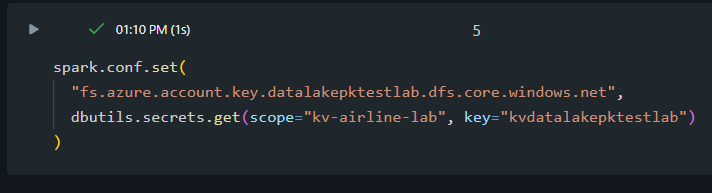 01:10 PM (1s) 5
spark.conf.set(
"fs.azure.account.key.datalakepktestlab.dfs.core.windows.net",
dbutils.secrets.get(scope="kv-airline-lab", key="kvdatalakepktestlab")
)